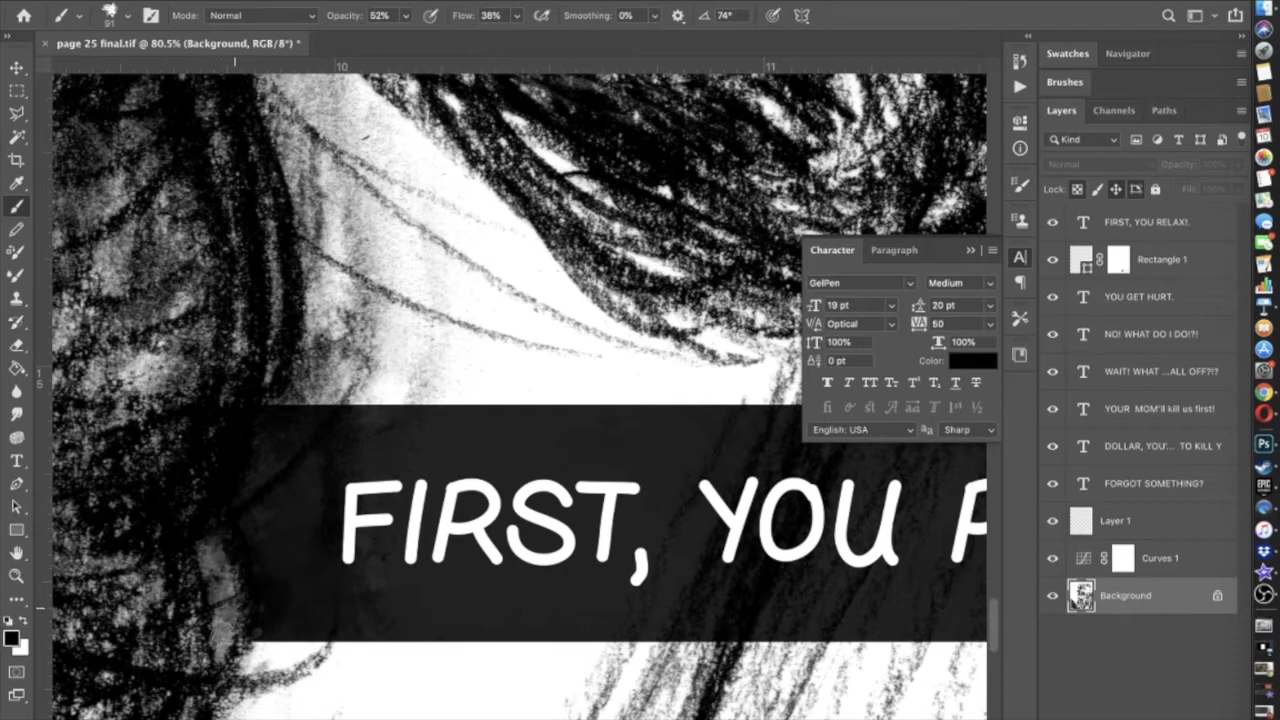 91 Mode: Normal Opacity: 52% Flow: 38% Smoothing: 0% 74°
× page 25 final.tif @ 80.5% (Background, RGB/8*) *
10 11
Swatches Navigator
Brushes
Layers Channels Paths
Kind
Normal Opacity: 100%
Lock: Fill: 100%
T FIRST, YOU RELAX!.
Rectangle 1
T YOU GET HURT.
T NO! WHAT DO I DO!?!
T WAIT! WHAT ...ALL OFF?!?
T YOUR MOM'll kill us first!
T DOLLAR, YOU'... TO KILL Y
T FORGOT SOMETHING?
Layer 1
Curves 1
Background
Character Paragraph
GelPen Medium
19 pt 20 pt
Optical 50
100% 100%
0 pt Color:
English: USA aa Sharp
15
FIRST, YOU